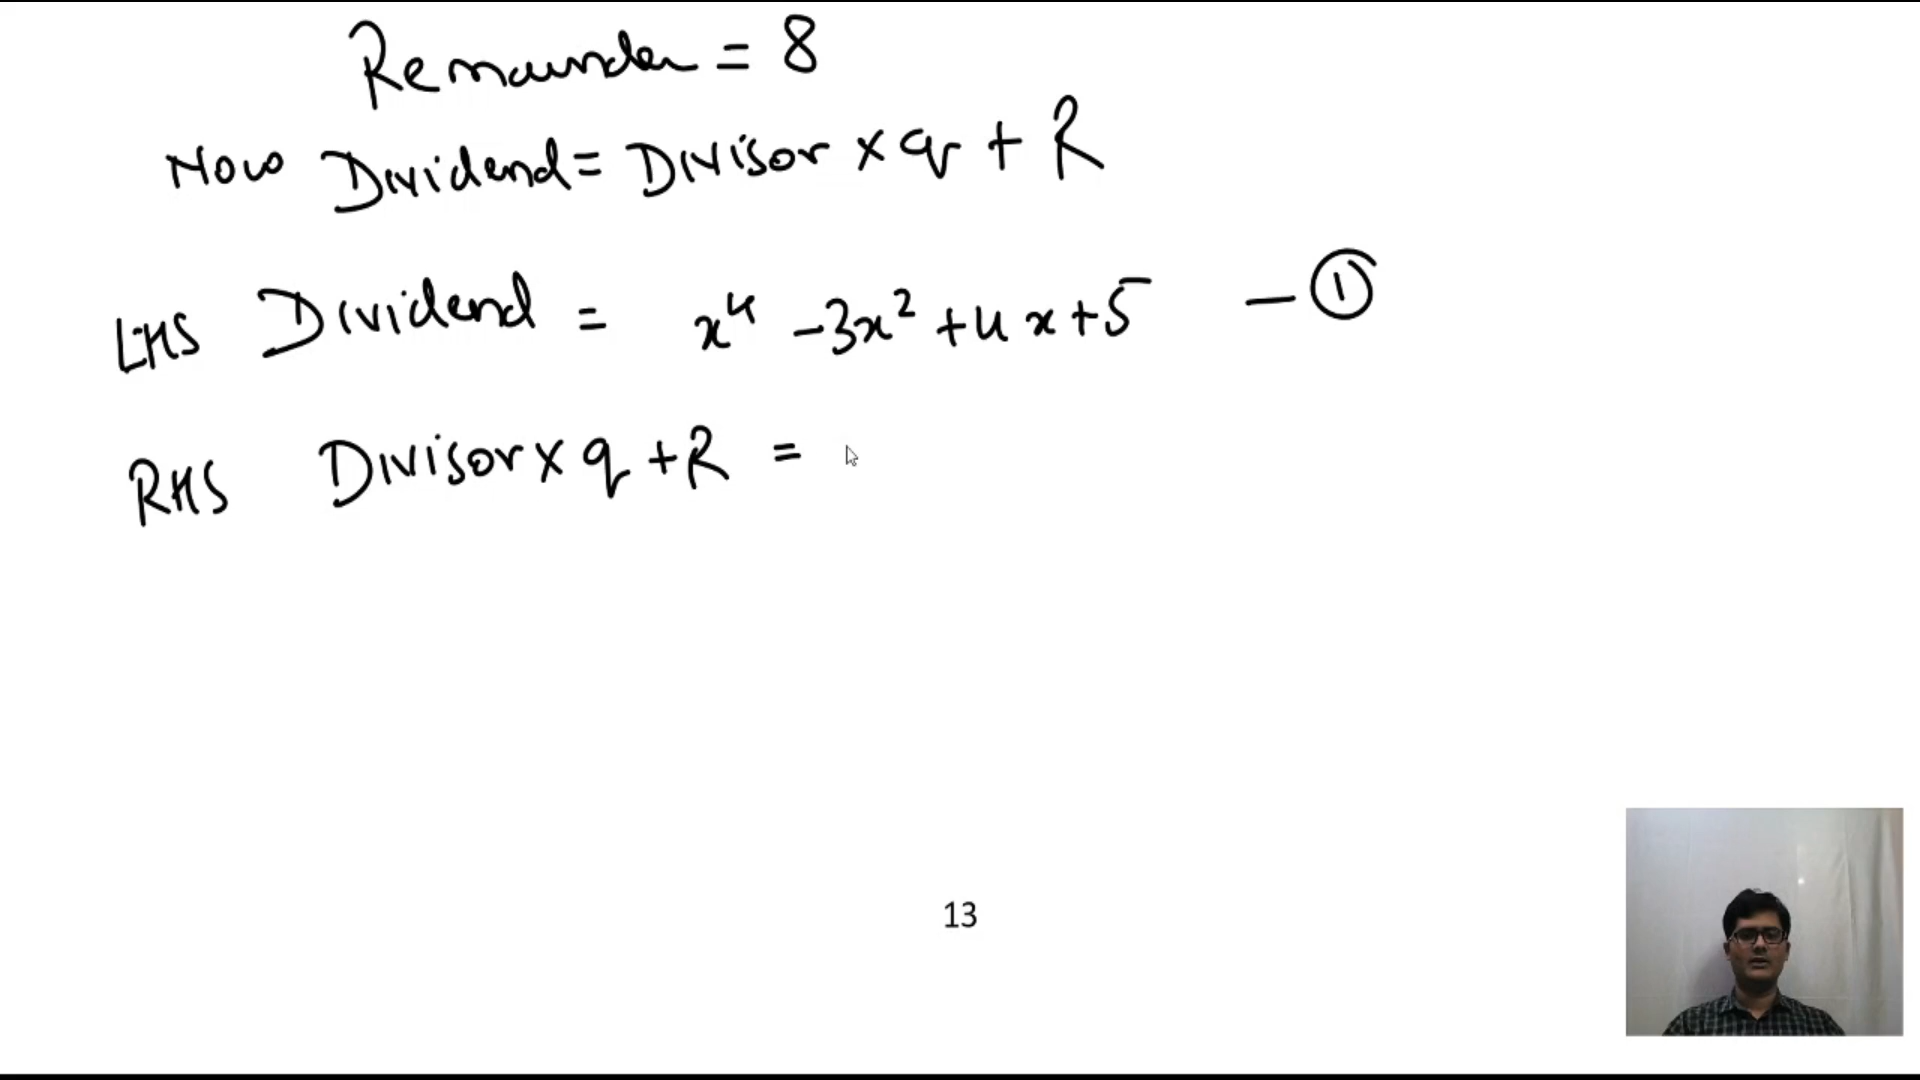 Remainder = 8
Now Dividend = Divisor × q + R
LHS Dividend = x⁴ - 3x² + 4x + 5 — ①
RHS Divisor × q + R =
13